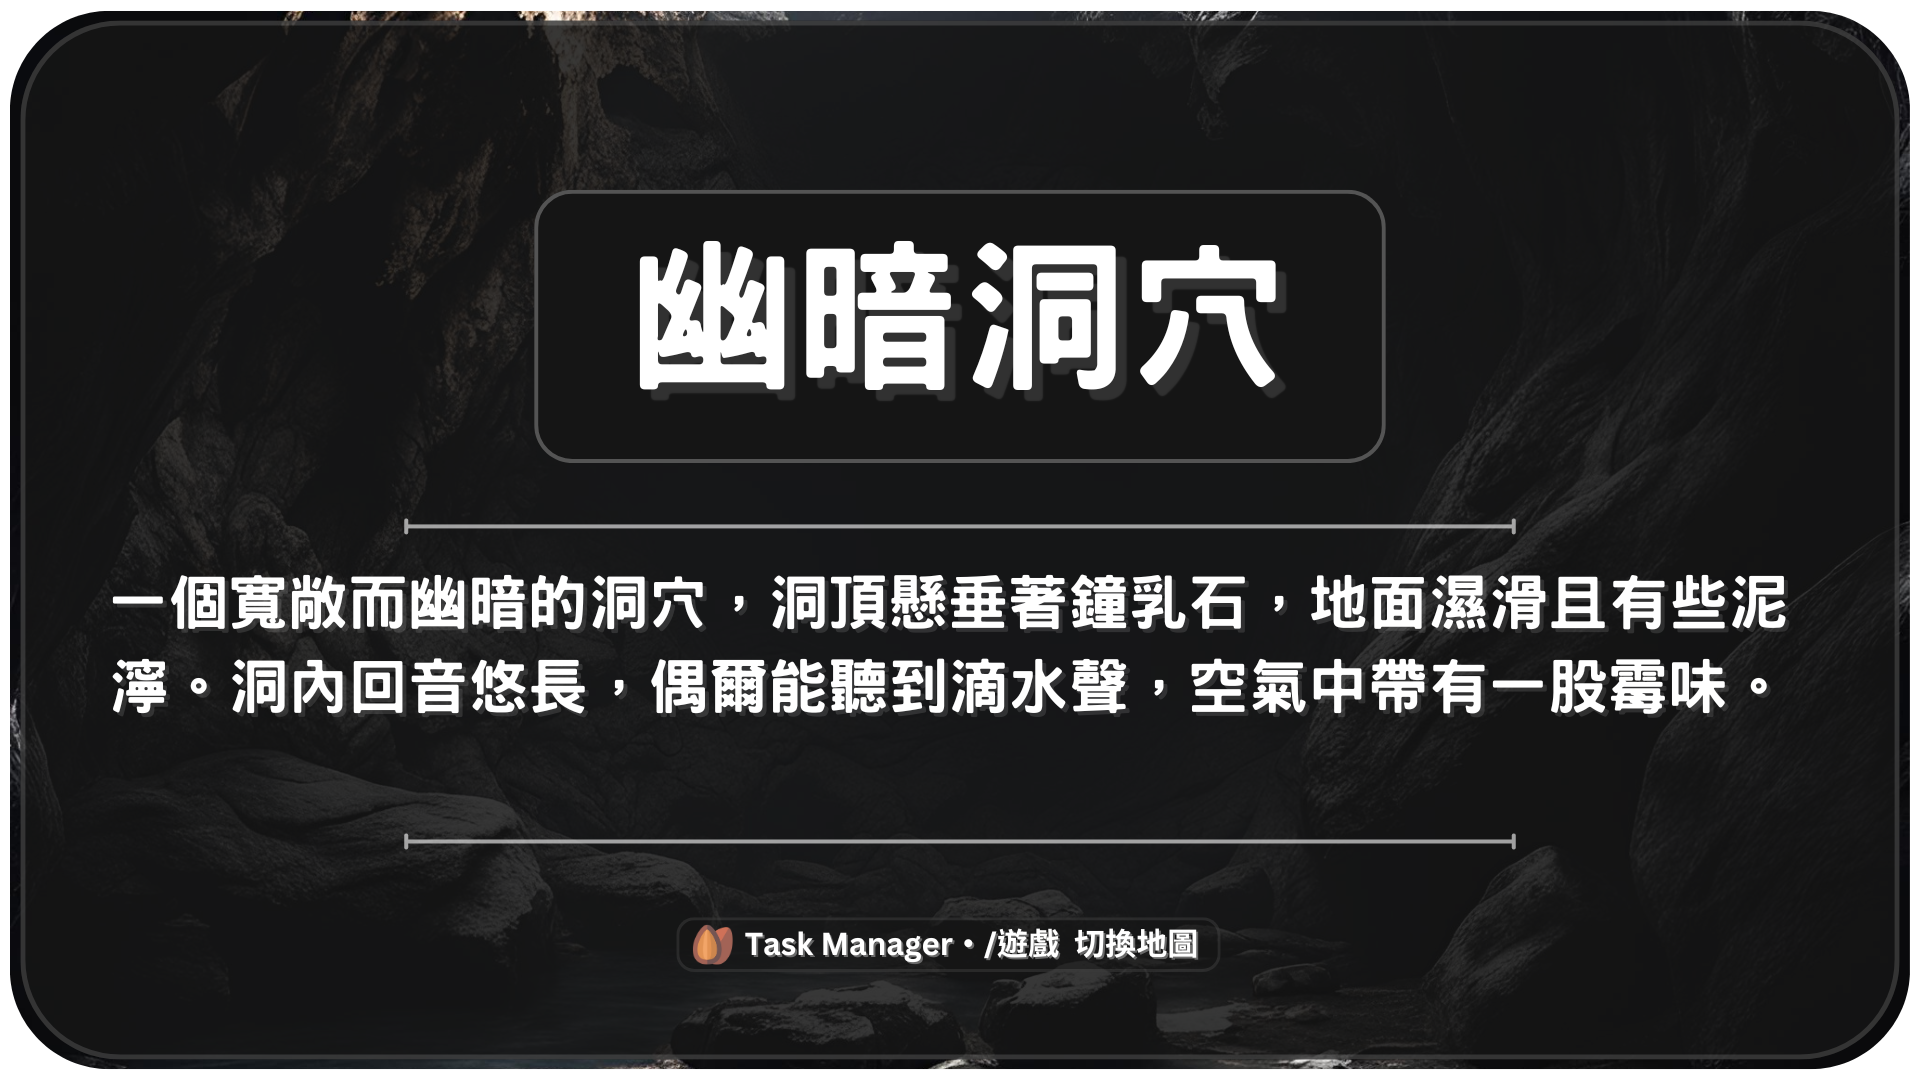 幽暗洞穴
一個寬敞而幽暗的洞穴，洞頂懸垂著鐘乳石，地面濕滑且有些泥
濘。洞內回音悠長，偶爾能聽到滴水聲，空氣中帶有一股霉味。
Task Manager • /遊戲 切換地圖